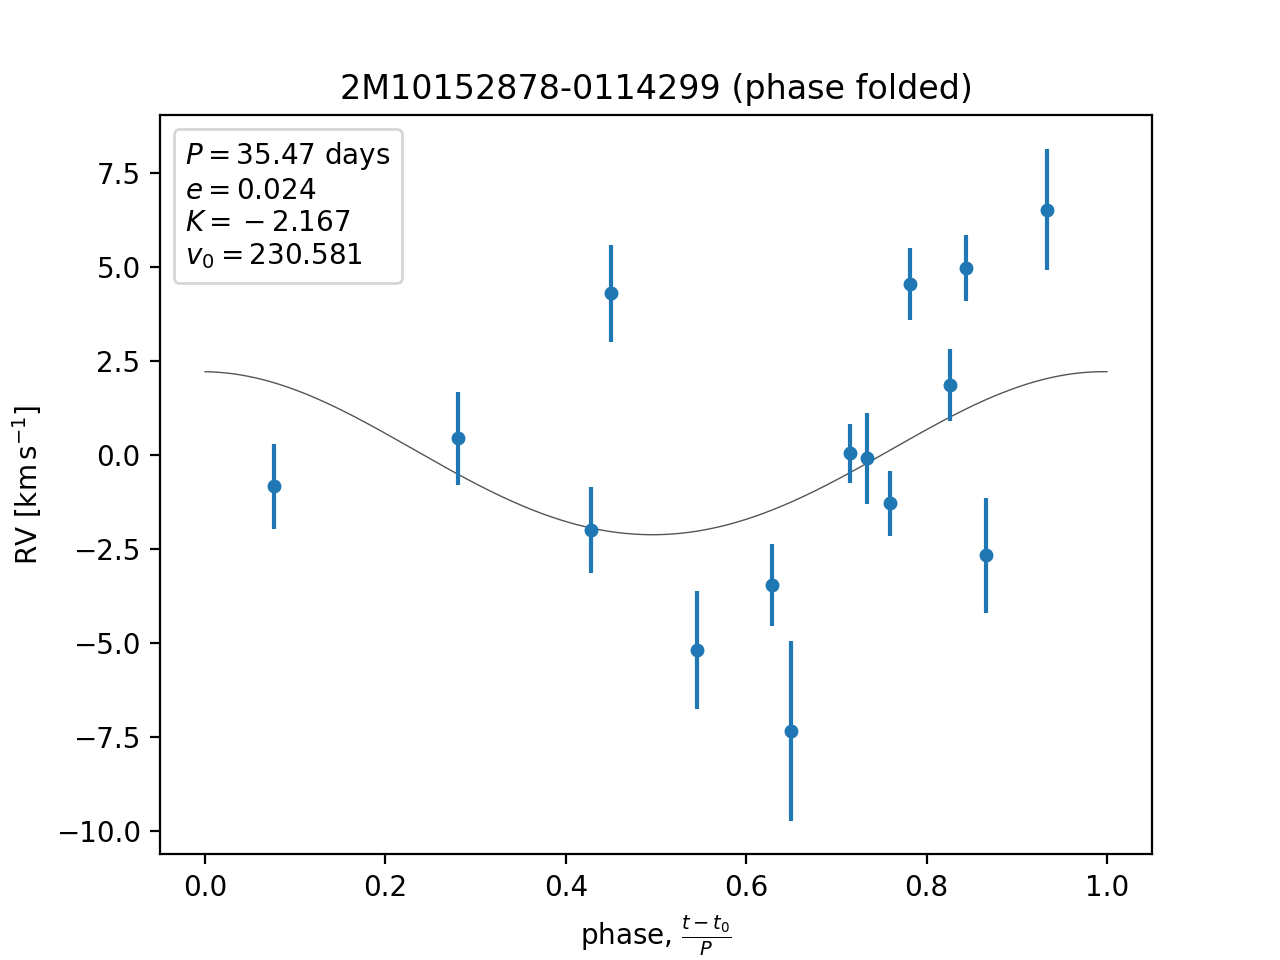 2M10152878-0114299 (phase folded)
P = 35.47 days
e = 0.024
K = −2.167
v₀ = 230.581
7.5
5.0
2.5
0.0
−2.5
−5.0
−7.5
−10.0
RV [km s⁻¹]
0.0 0.2 0.4 0.6 0.8 1.0
phase, (t − t₀)/P